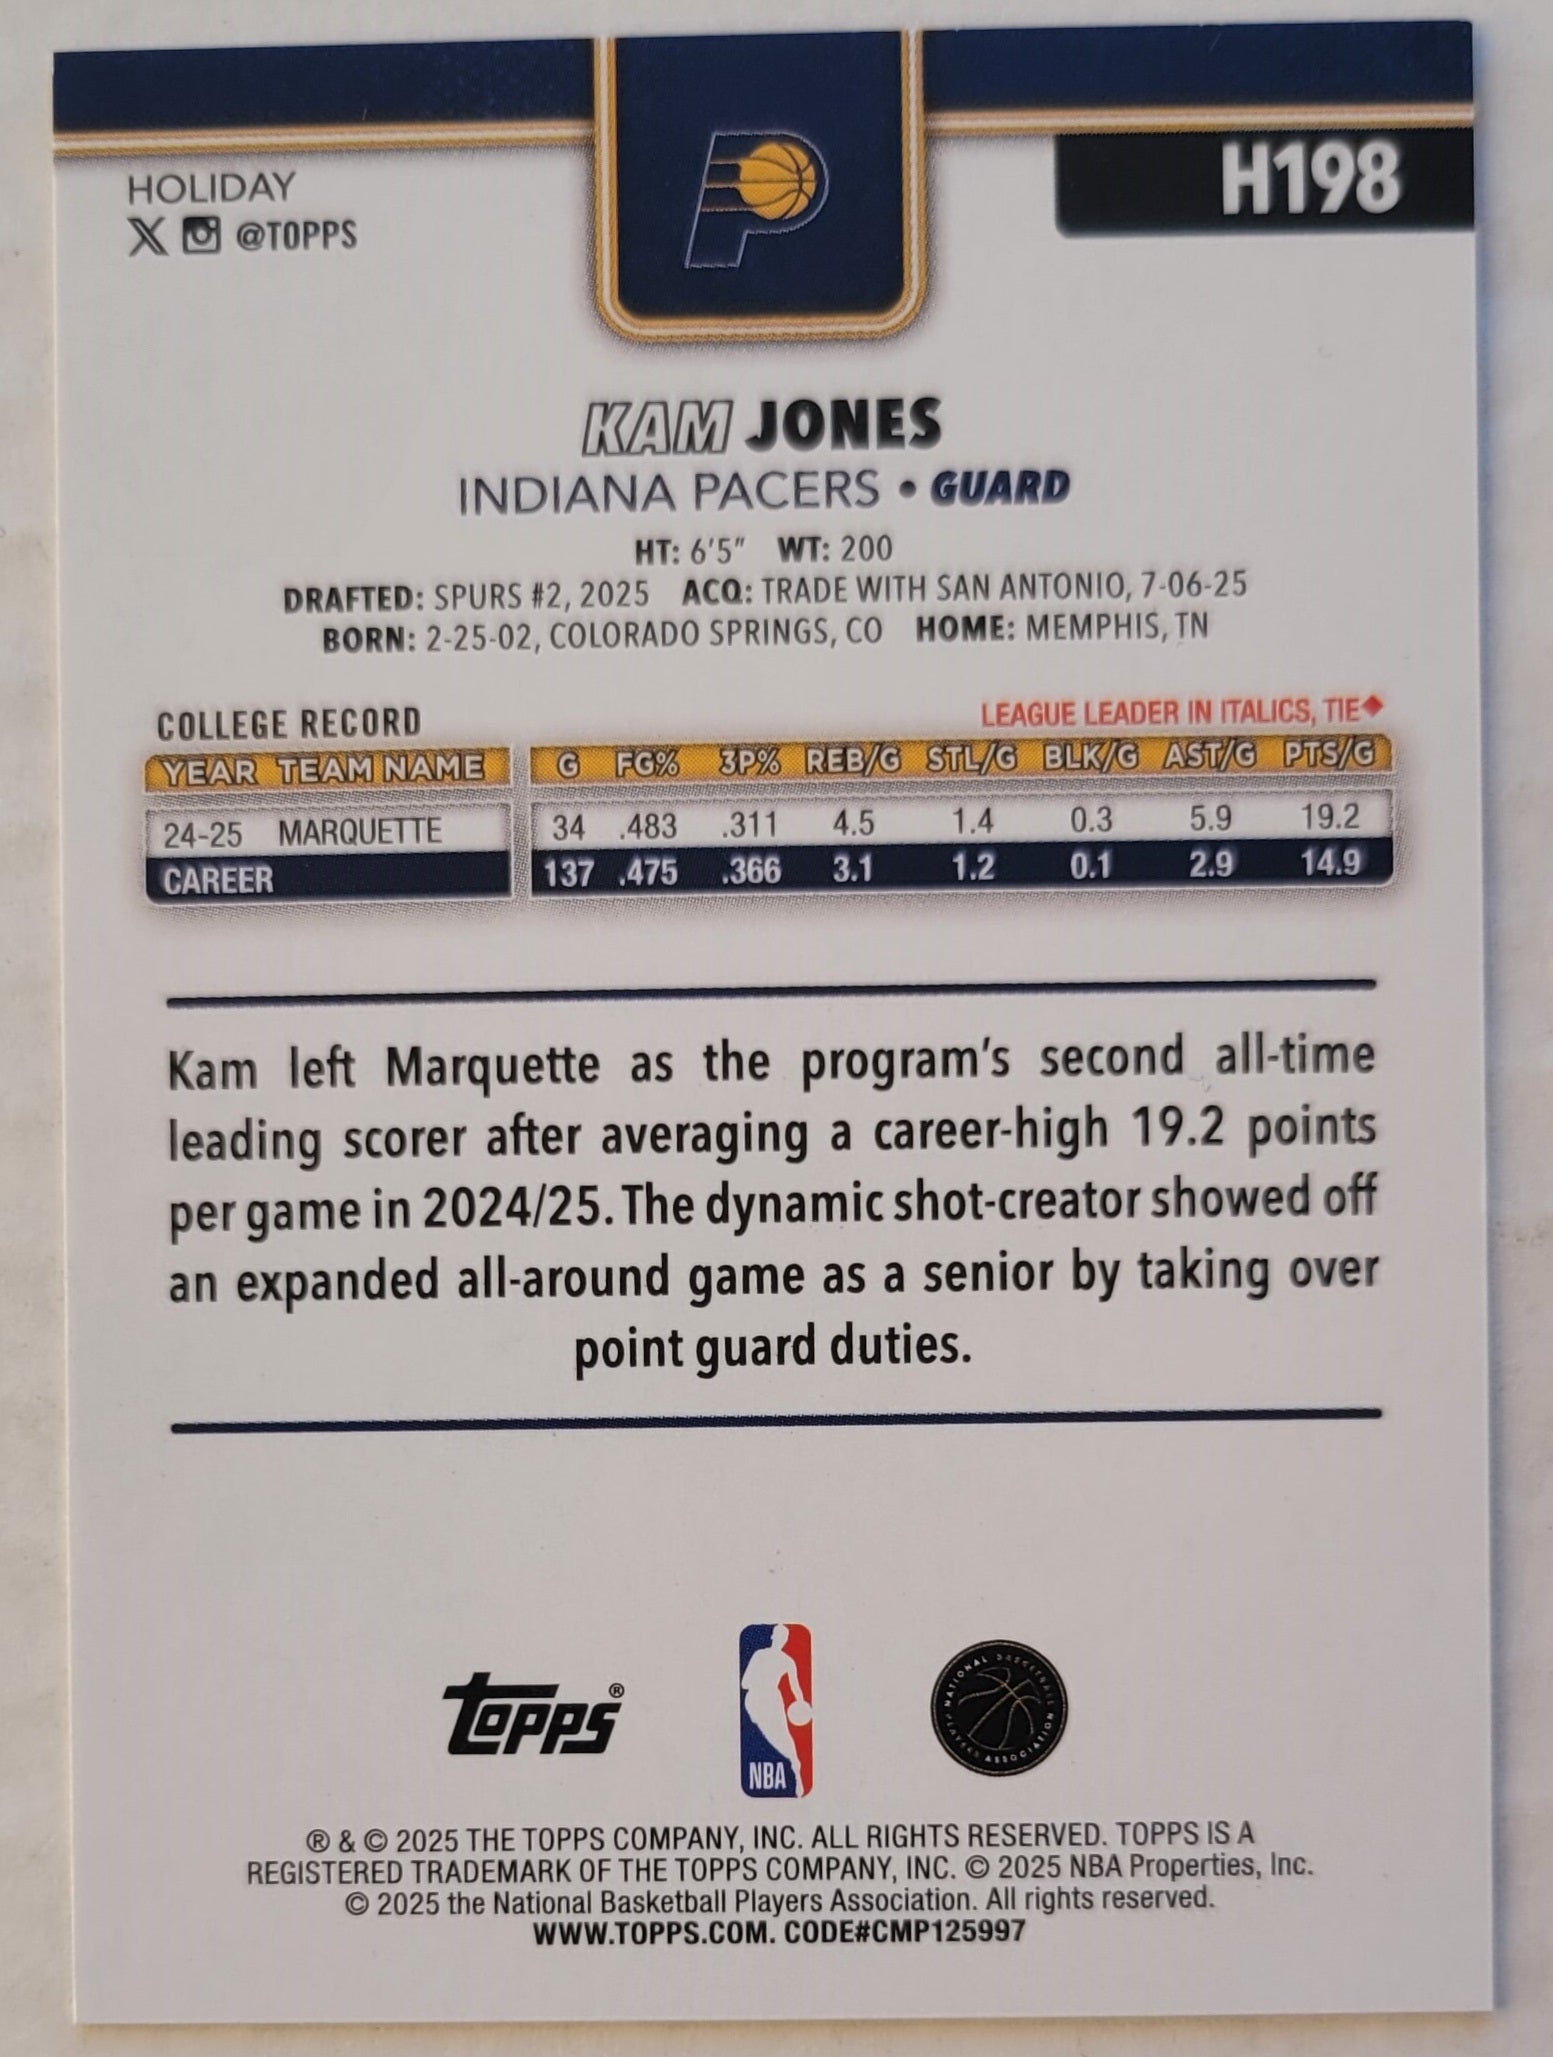 HOLIDAY
@TOPPS
H198
KAM JONES
INDIANA PACERS • GUARD
HT: 6'5" WT: 200
DRAFTED: SPURS #2, 2025 ACQ: TRADE WITH SAN ANTONIO, 7-06-25
BORN: 2-25-02, COLORADO SPRINGS, CO HOME: MEMPHIS, TN
COLLEGE RECORD
LEAGUE LEADER IN ITALICS, TIE♦
YEAR TEAM NAME G FG% 3P% REB/G STL/G BLK/G AST/G PTS/G
24-25 MARQUETTE 34 .483 .311 4.5 1.4 0.3 5.9 19.2
CAREER 137 .475 .366 3.1 1.2 0.1 2.9 14.9
Kam left Marquette as the program's second all-time
leading scorer after averaging a career-high 19.2 points
per game in 2024/25. The dynamic shot-creator showed off
an expanded all-around game as a senior by taking over
point guard duties.
Topps®
NBA
NATIONAL BASKETBALL PLAYERS ASSOCIATION
® & © 2025 THE TOPPS COMPANY, INC. ALL RIGHTS RESERVED. TOPPS IS A
REGISTERED TRADEMARK OF THE TOPPS COMPANY, INC. © 2025 NBA Properties, Inc.
© 2025 the National Basketball Players Association. All rights reserved.
WWW.TOPPS.COM. CODE#CMP125997